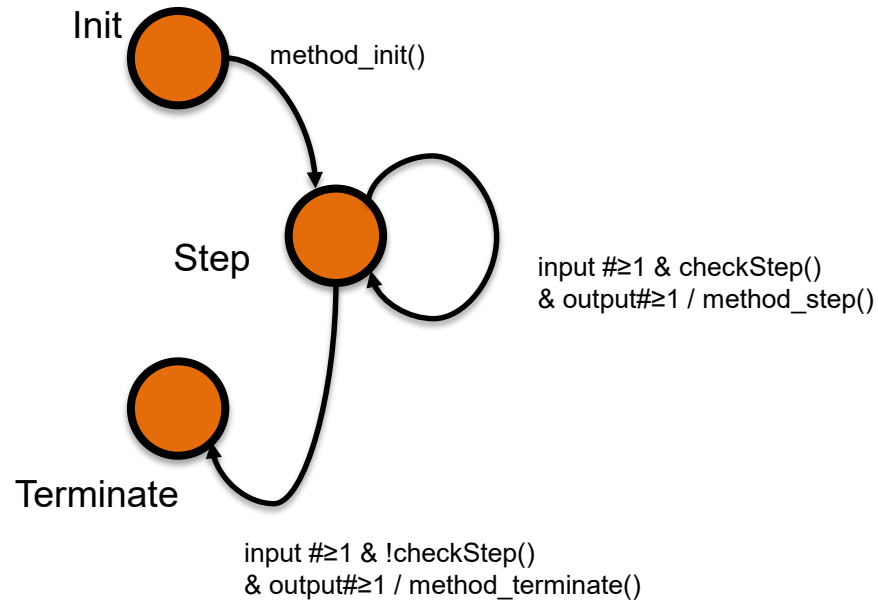 Init
method_init()
Step
input #≥1 & checkStep()
& output#≥1 / method_step()
Terminate
input #≥1 & !checkStep()
& output#≥1 / method_terminate()